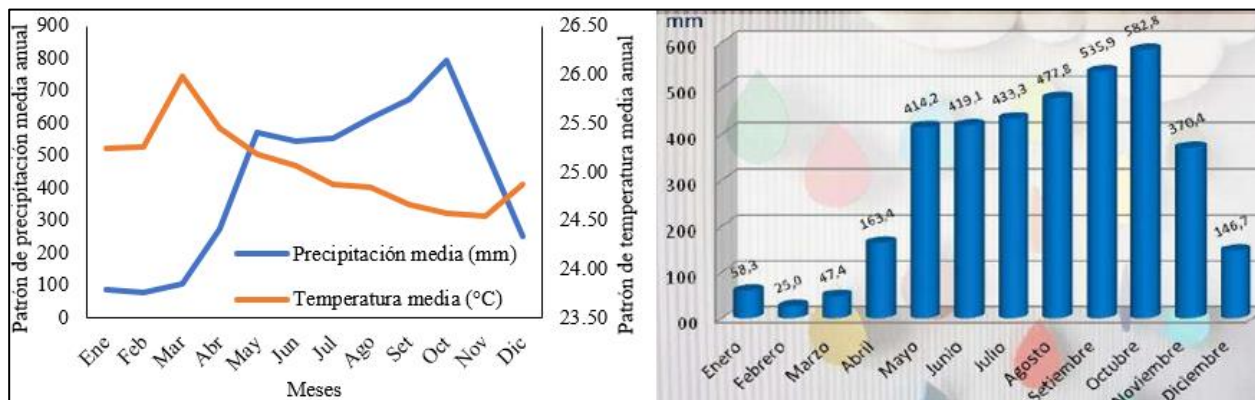 Patrón de precipitación media anual
900
800
700
600
500
400
300
200
100
0
Precipitación media (mm)
Temperatura media (°C)
Ene
Feb
Mar
Abr
May
Jun
Jul
Ago
Set
Oct
Nov
Dic
Meses
26.50
26.00
25.50
25.00
24.50
24.00
23.50
Patrón de temperatura media anual
mm
600
500
400
300
200
100
00
58,3
25,0
47,4
163,4
414,2
419,1
433,3
477,8
535,9
582,8
370,4
146,7
Enero
Febrero
Marzo
Abril
Mayo
Junio
Julio
Agosto
Setiembre
Octubre
Noviembre
Diciembre